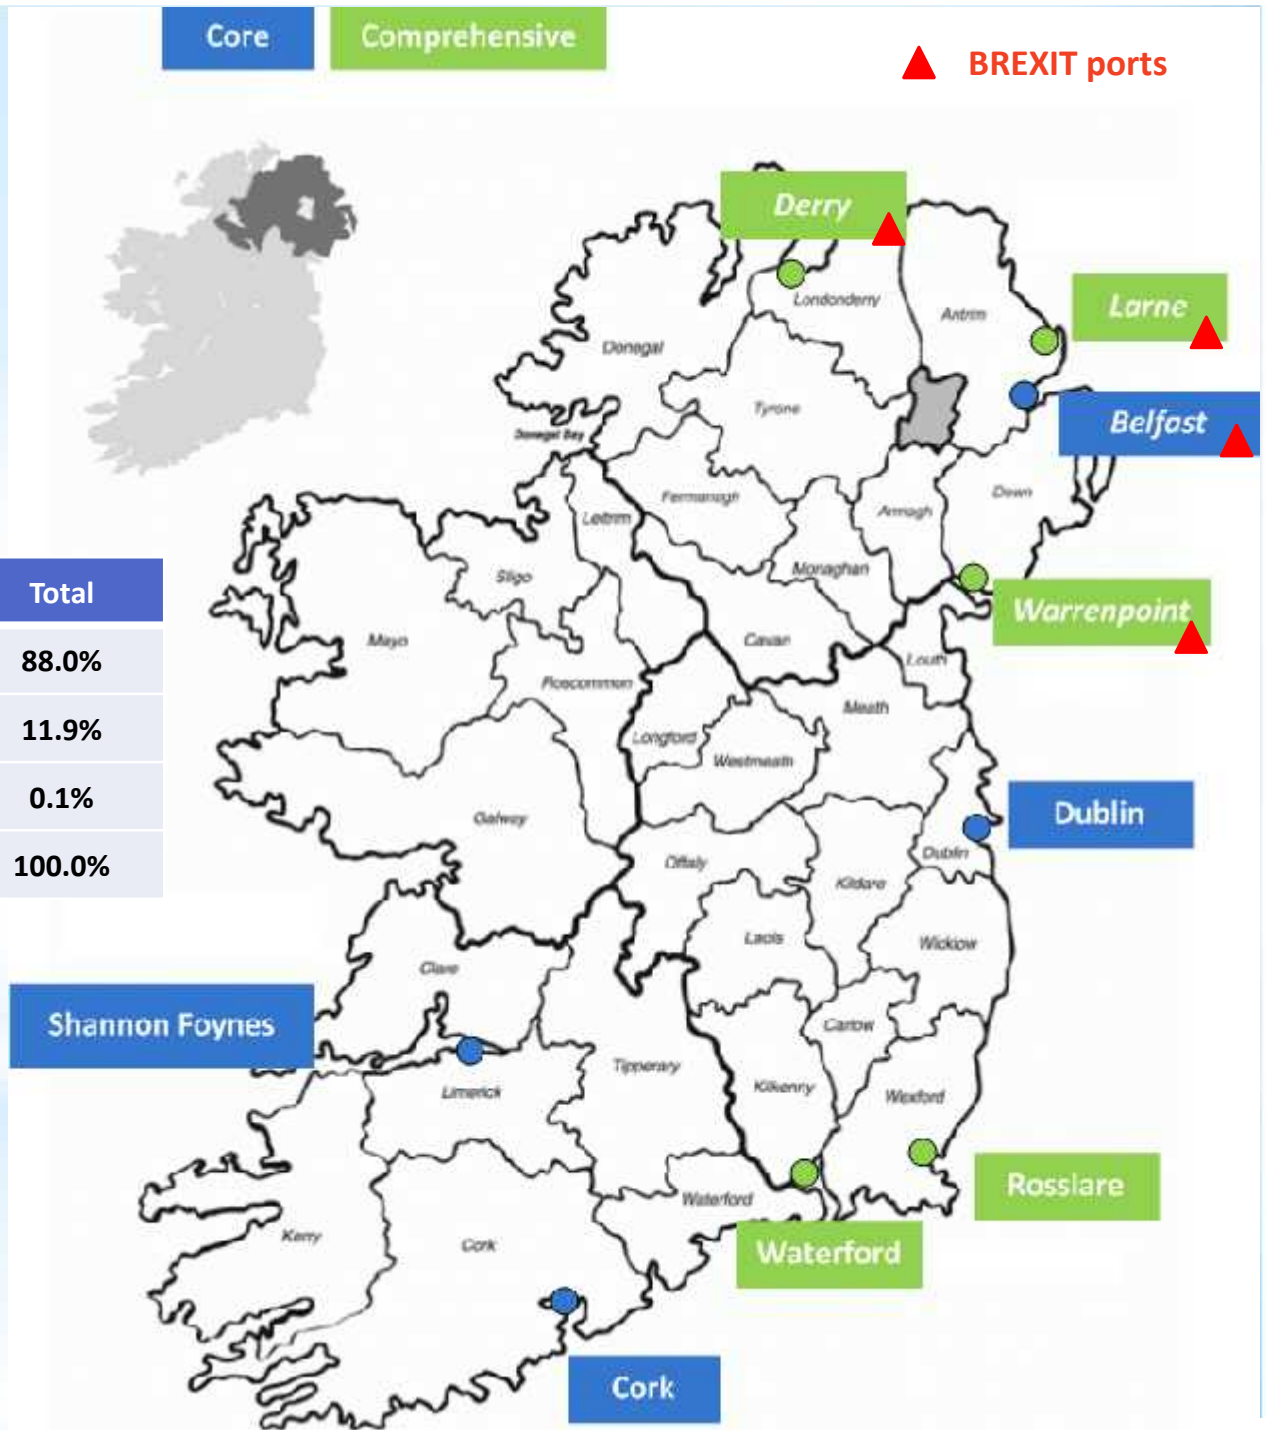 Core
Comprehensive
BREXIT ports
Derry
Londonderry
Antrim
Larne
Donegal
Belfast
Tyrone
Donegal Bay
Fermanagh
Down
Leitrim
Armagh
Monaghan
Sligo
Total
Warrenpoint
88.0%
Mayo
Cavan
Louth
Roscommon
11.9%
Meath
Longford
Westmeath
0.1%
Galway
Dublin
100.0%
Offaly
Dublin
Kildare
Laois
Wicklow
Clare
Shannon Foynes
Carlow
Tipperary
Limerick
Kilkenny
Wexford
Rosslare
Waterford
Kerry
Cork
Waterford
Cork